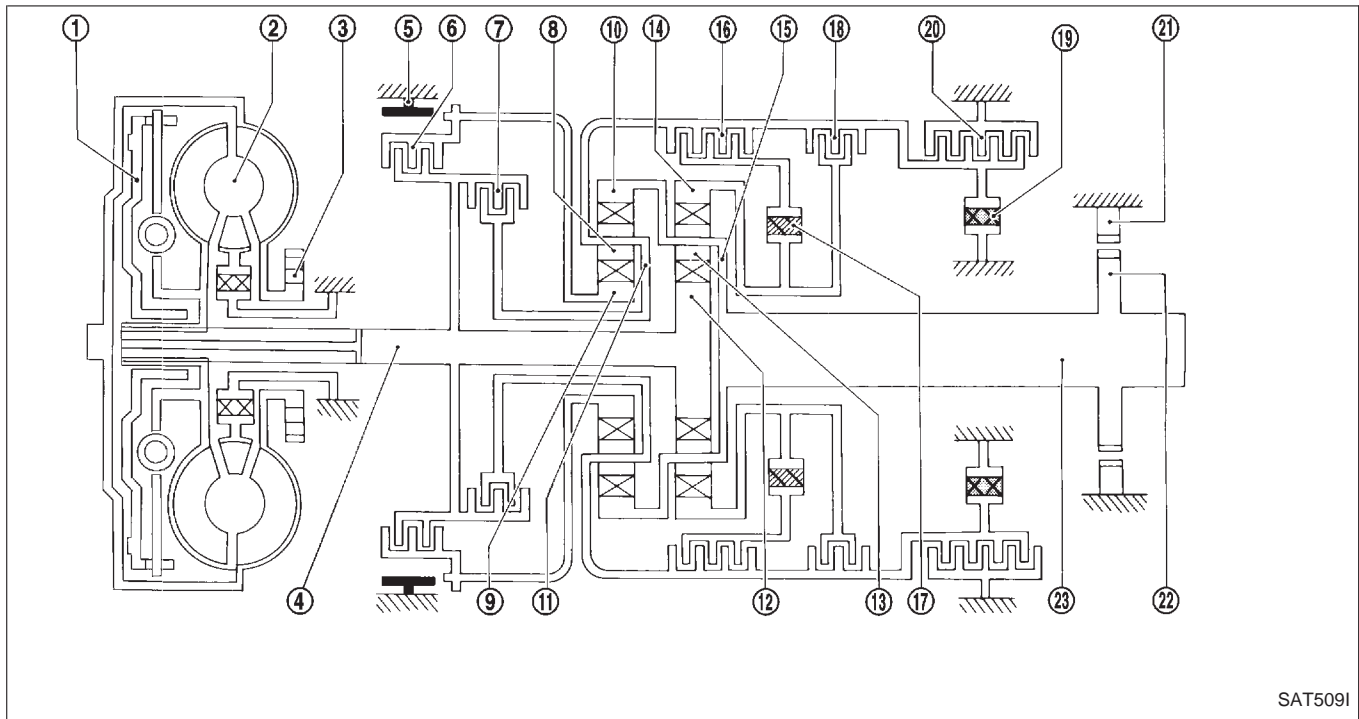 ① ② ③ ⑤ ⑥ ⑦ ⑧ ⑩ ⑭ ⑯ ⑮ ⑱ ⑳ ⑲ ㉑
④ ⑨ ⑪ ⑫ ⑬ ⑰ ㉓ ㉒
SAT509I